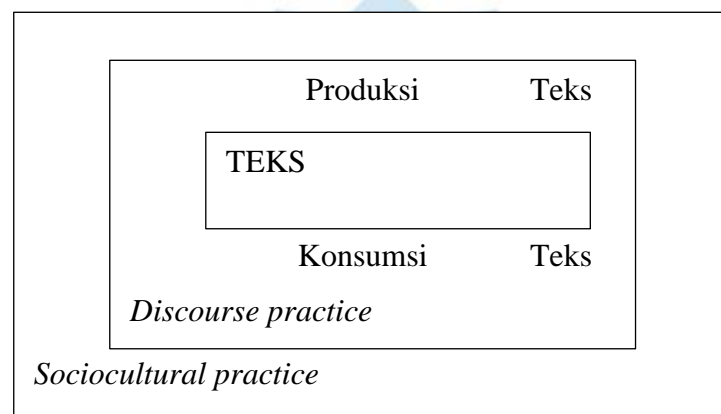 Produksi Teks
TEKS
Konsumsi Teks
Discourse practice
Sociocultural practice